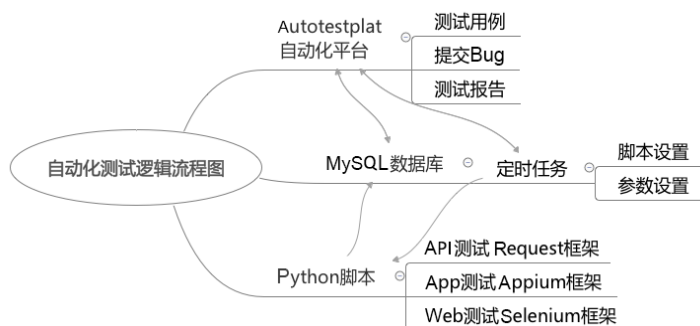 Autotestplat
自动化平台
测试用例
提交Bug
测试报告
自动化测试逻辑流程图
MySQL数据库
定时任务
脚本设置
参数设置
Python脚本
API测试 Request框架
App测试 Appium框架
Web测试Selenium框架